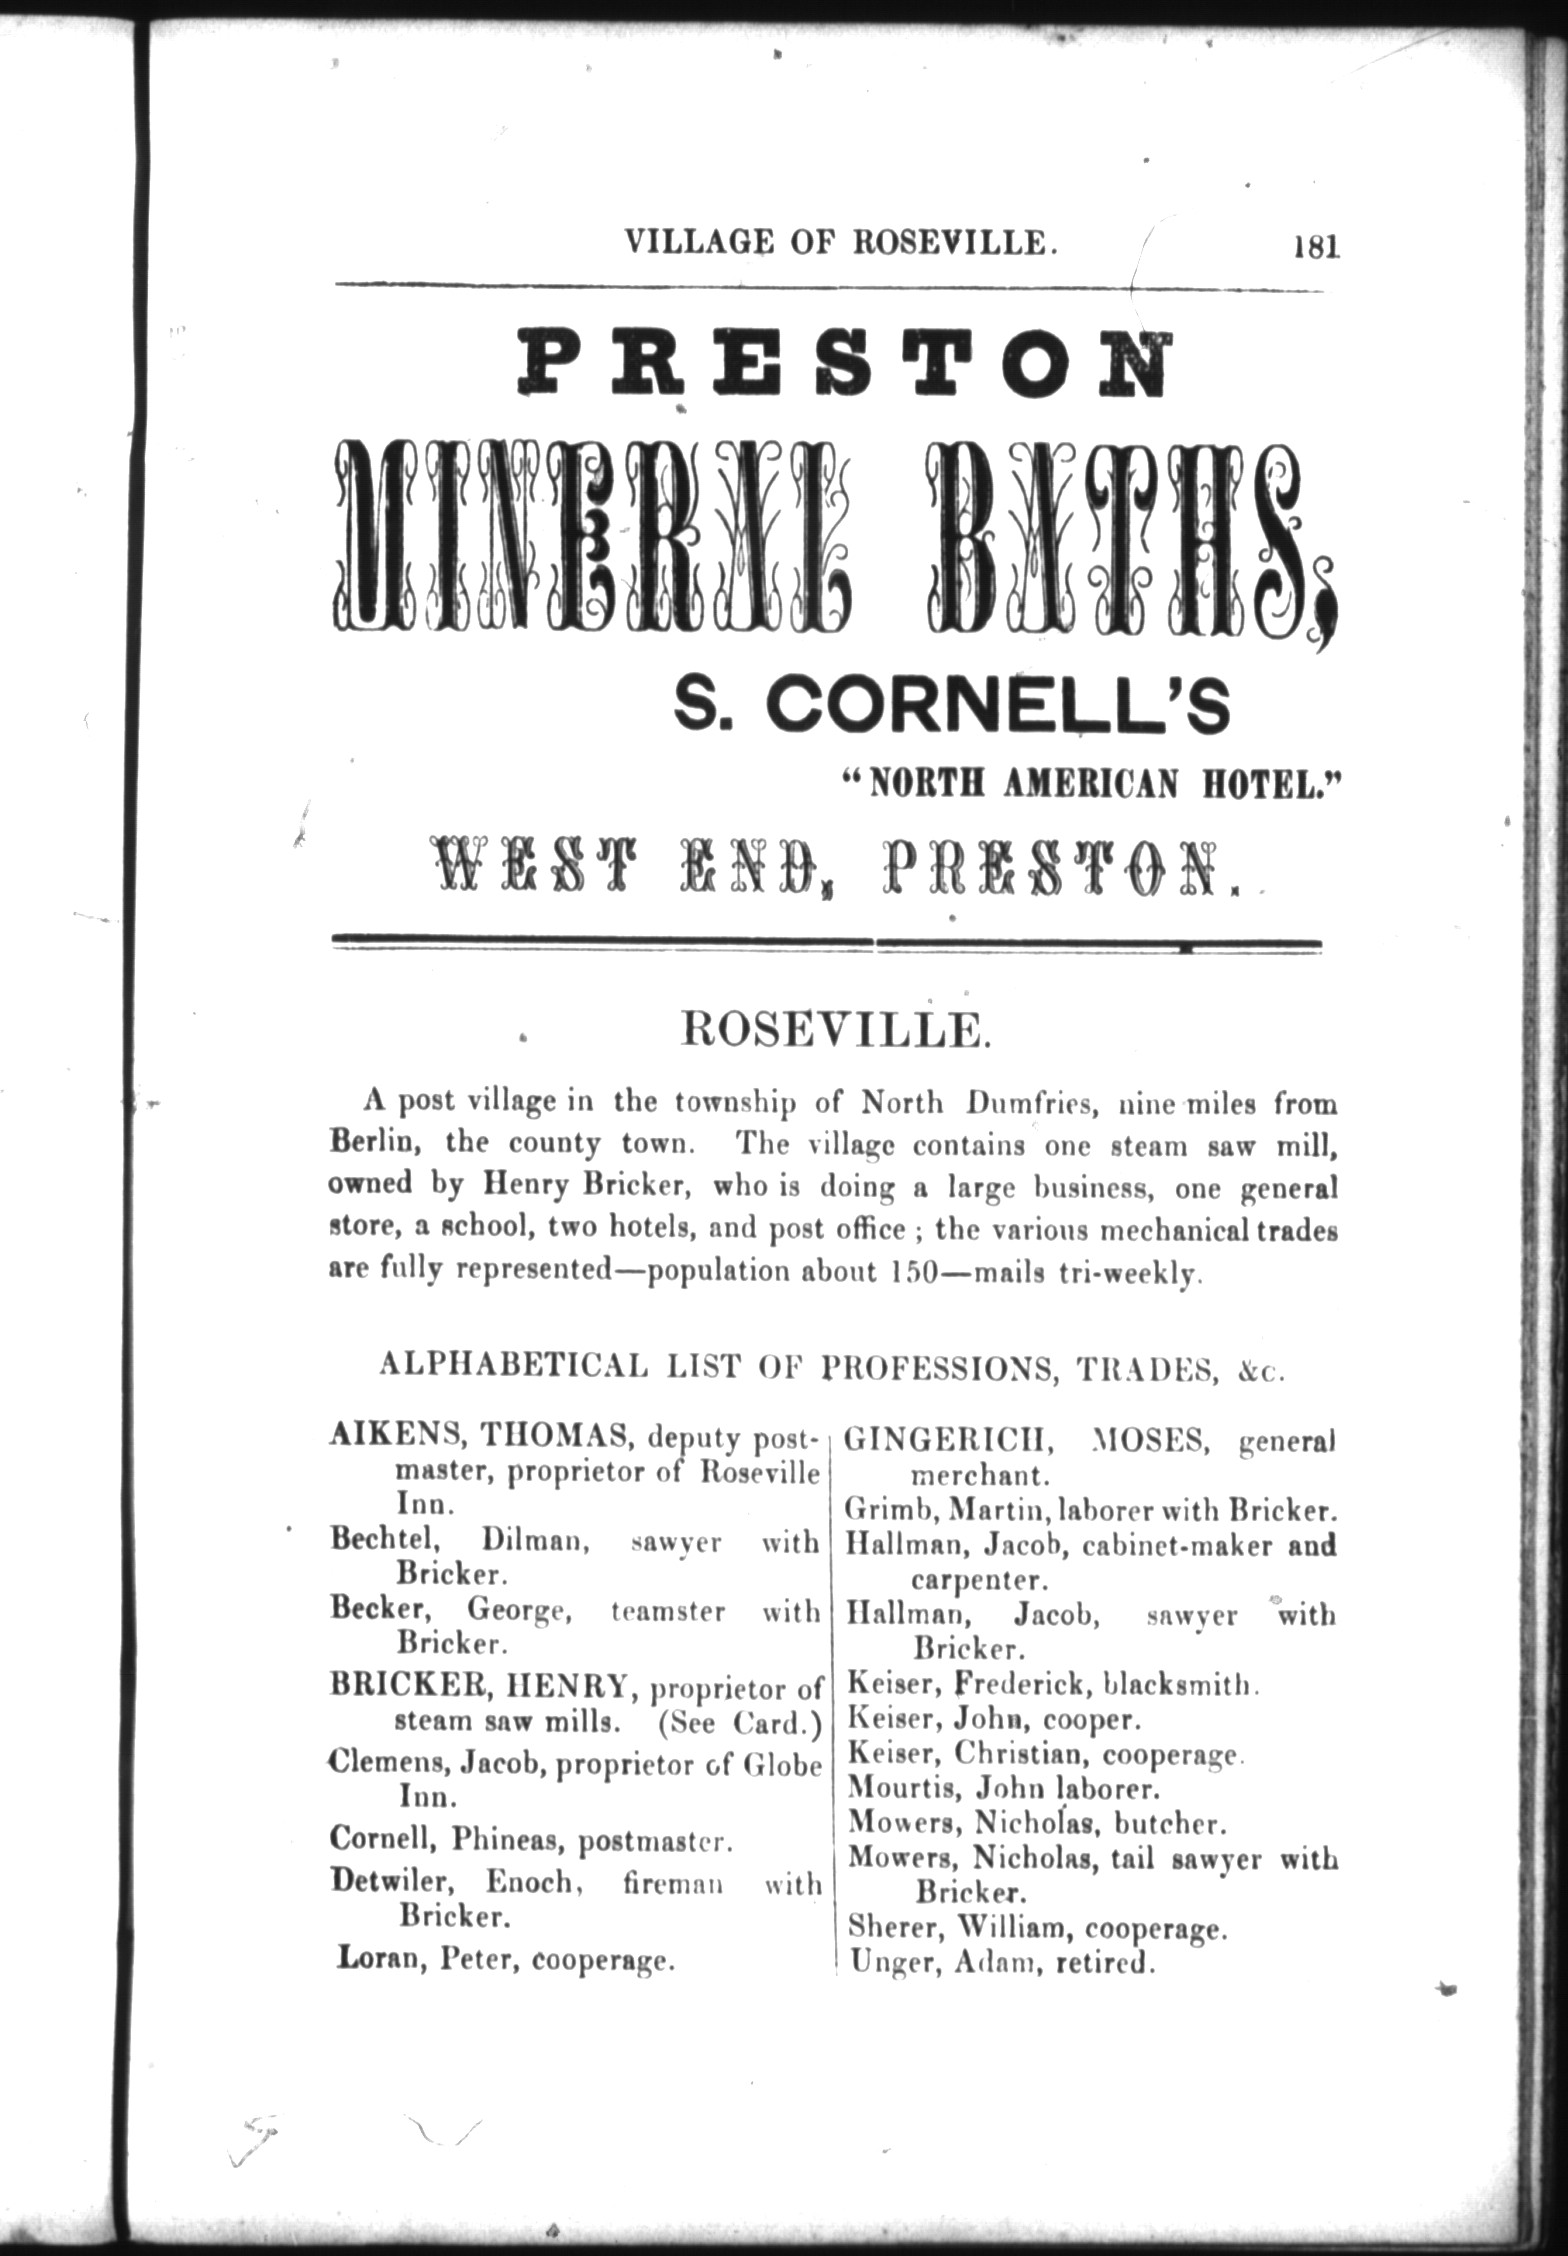 VILLAGE OF ROSEVILLE. 181
PRESTON
MINERAL BATHS,
S. CORNELL'S
"NORTH AMERICAN HOTEL."
WEST END, PRESTON.
ROSEVILLE.
A post village in the township of North Dumfries, nine miles from
Berlin, the county town. The village contains one steam saw mill,
owned by Henry Bricker, who is doing a large business, one general
store, a school, two hotels, and post office ; the various mechanical trades
are fully represented—population about 150—mails tri-weekly.
ALPHABETICAL LIST OF PROFESSIONS, TRADES, &c.
AIKENS, THOMAS, deputy post-
master, proprietor of Roseville
Inn.
Bechtel, Dilman, sawyer with
Bricker.
Becker, George, teamster with
Bricker.
BRICKER, HENRY, proprietor of
steam saw mills. (See Card.)
Clemens, Jacob, proprietor of Globe
Inn.
Cornell, Phineas, postmaster.
Detwiler, Enoch, fireman with
Bricker.
Loran, Peter, cooperage.
GINGERICH, MOSES, general
merchant.
Grimb, Martin, laborer with Bricker.
Hallman, Jacob, cabinet-maker and
carpenter.
Hallman, Jacob, sawyer with
Bricker.
Keiser, Frederick, blacksmith.
Keiser, John, cooper.
Keiser, Christian, cooperage.
Mourtis, John laborer.
Mowers, Nicholas, butcher.
Mowers, Nicholas, tail sawyer with
Bricker.
Sherer, William, cooperage.
Unger, Adam, retired.